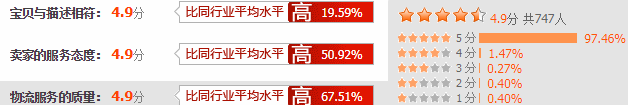 宝贝与描述相符：4.9分 比同行业平均水平 高 19.59%
卖家的服务态度：4.9分 比同行业平均水平 高 50.92%
物流服务的质量：4.9分 比同行业平均水平 高 67.51%
4.9分 共747人
5分 97.46%
4分 1.47%
3分 0.27%
2分 0.40%
1分 0.40%